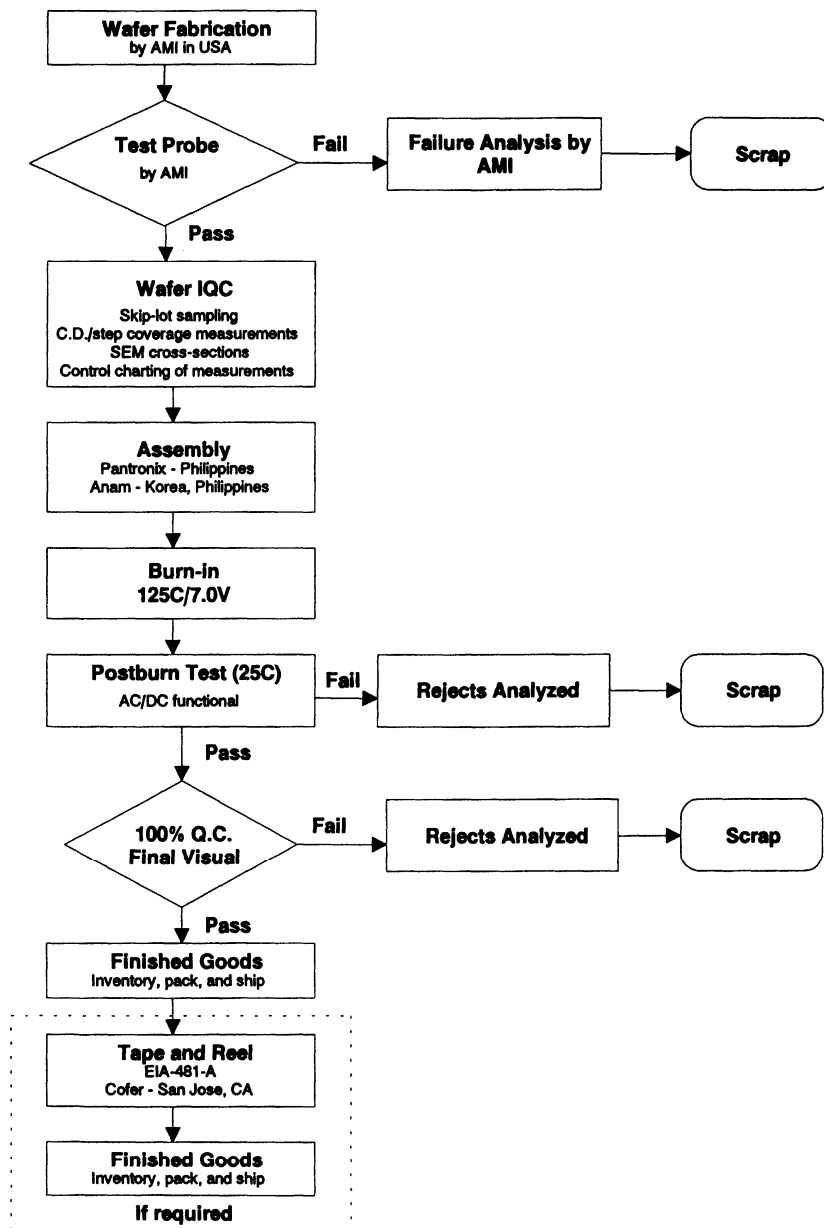 Wafer Fabrication
by AMI in USA
Test Probe
by AMI
Fail
Failure Analysis by
AMI
Scrap
Pass
Wafer IQC
Skip-lot sampling
C.D./step coverage measurements
SEM cross-sections
Control charting of measurements
Assembly
Pantronix - Philippines
Anam - Korea, Philippines
Burn-in
125C/7.0V
Postburn Test (25C)
AC/DC functional
Fail
Rejects Analyzed
Scrap
Pass
100% Q.C.
Final Visual
Fail
Rejects Analyzed
Scrap
Pass
Finished Goods
Inventory, pack, and ship
Tape and Reel
EIA-481-A
Cofer - San Jose, CA
Finished Goods
Inventory, pack, and ship
If required